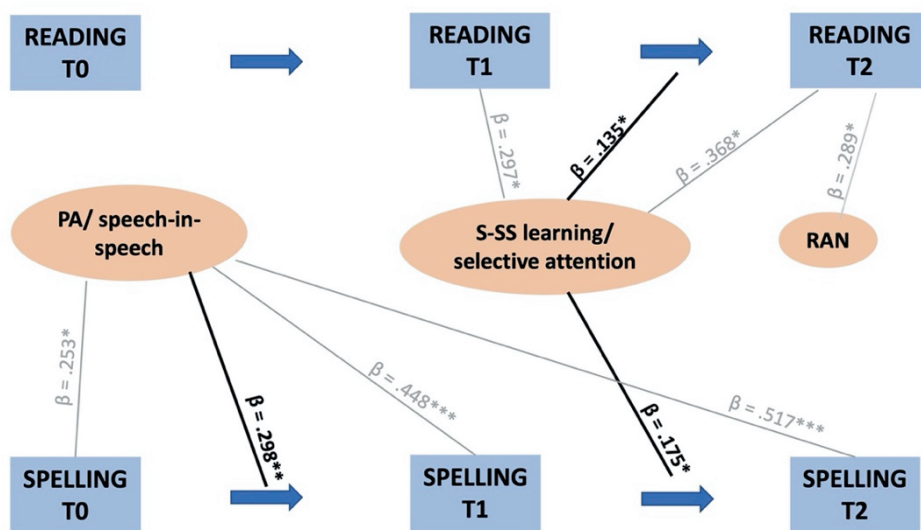 READING
T0
READING
T1
READING
T2
β = .297*
β = .135*
β = .368*
β = .289*
PA/ speech-in-
speech
S-SS learning/
selective attention
RAN
β = .253*
β = .298**
β = .448***
β = .175*
β = .517***
SPELLING
T0
SPELLING
T1
SPELLING
T2